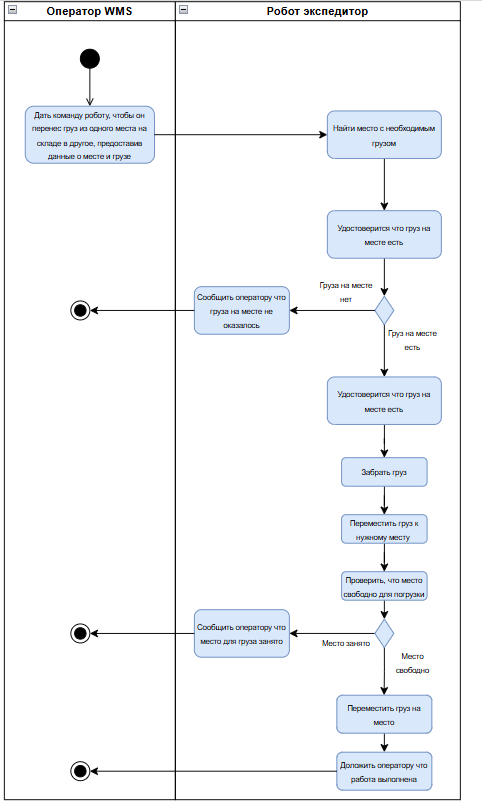 Оператор WMS
Робот экспедитор
Дать команду роботу, чтобы он
перенес груз из одного места на
складе в другое, предоставив
данные о месте и грузе
Найти место с необходимым
грузом
Удостоверится что груз на
месте есть
Груза на месте
нет
Сообщить оператору что
груза на месте не
оказалось
Груз на месте
есть
Удостоверится что груз на
месте есть
Забрать груз
Переместить груз к
нужному месту
Проверить, что место
свободно для погрузки
Сообщить оператору что
место для груза занято
Место занято
Место
свободно
Переместить груз на
место
Доложить оператору что
работа выполнена